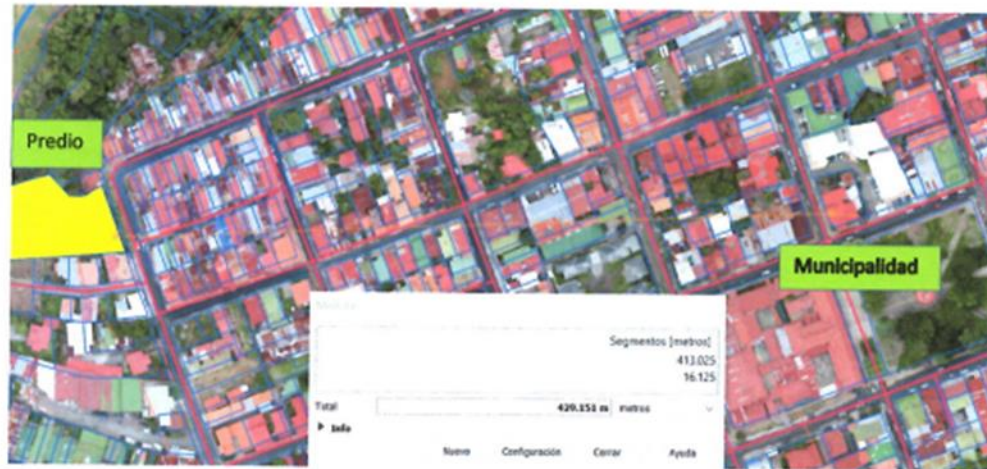 Predio
Municipalidad
Segmentos [metros]
413.025
16.125
Total 429.151 m metros
Info
Nuevo Configuración Cerrar Ayuda